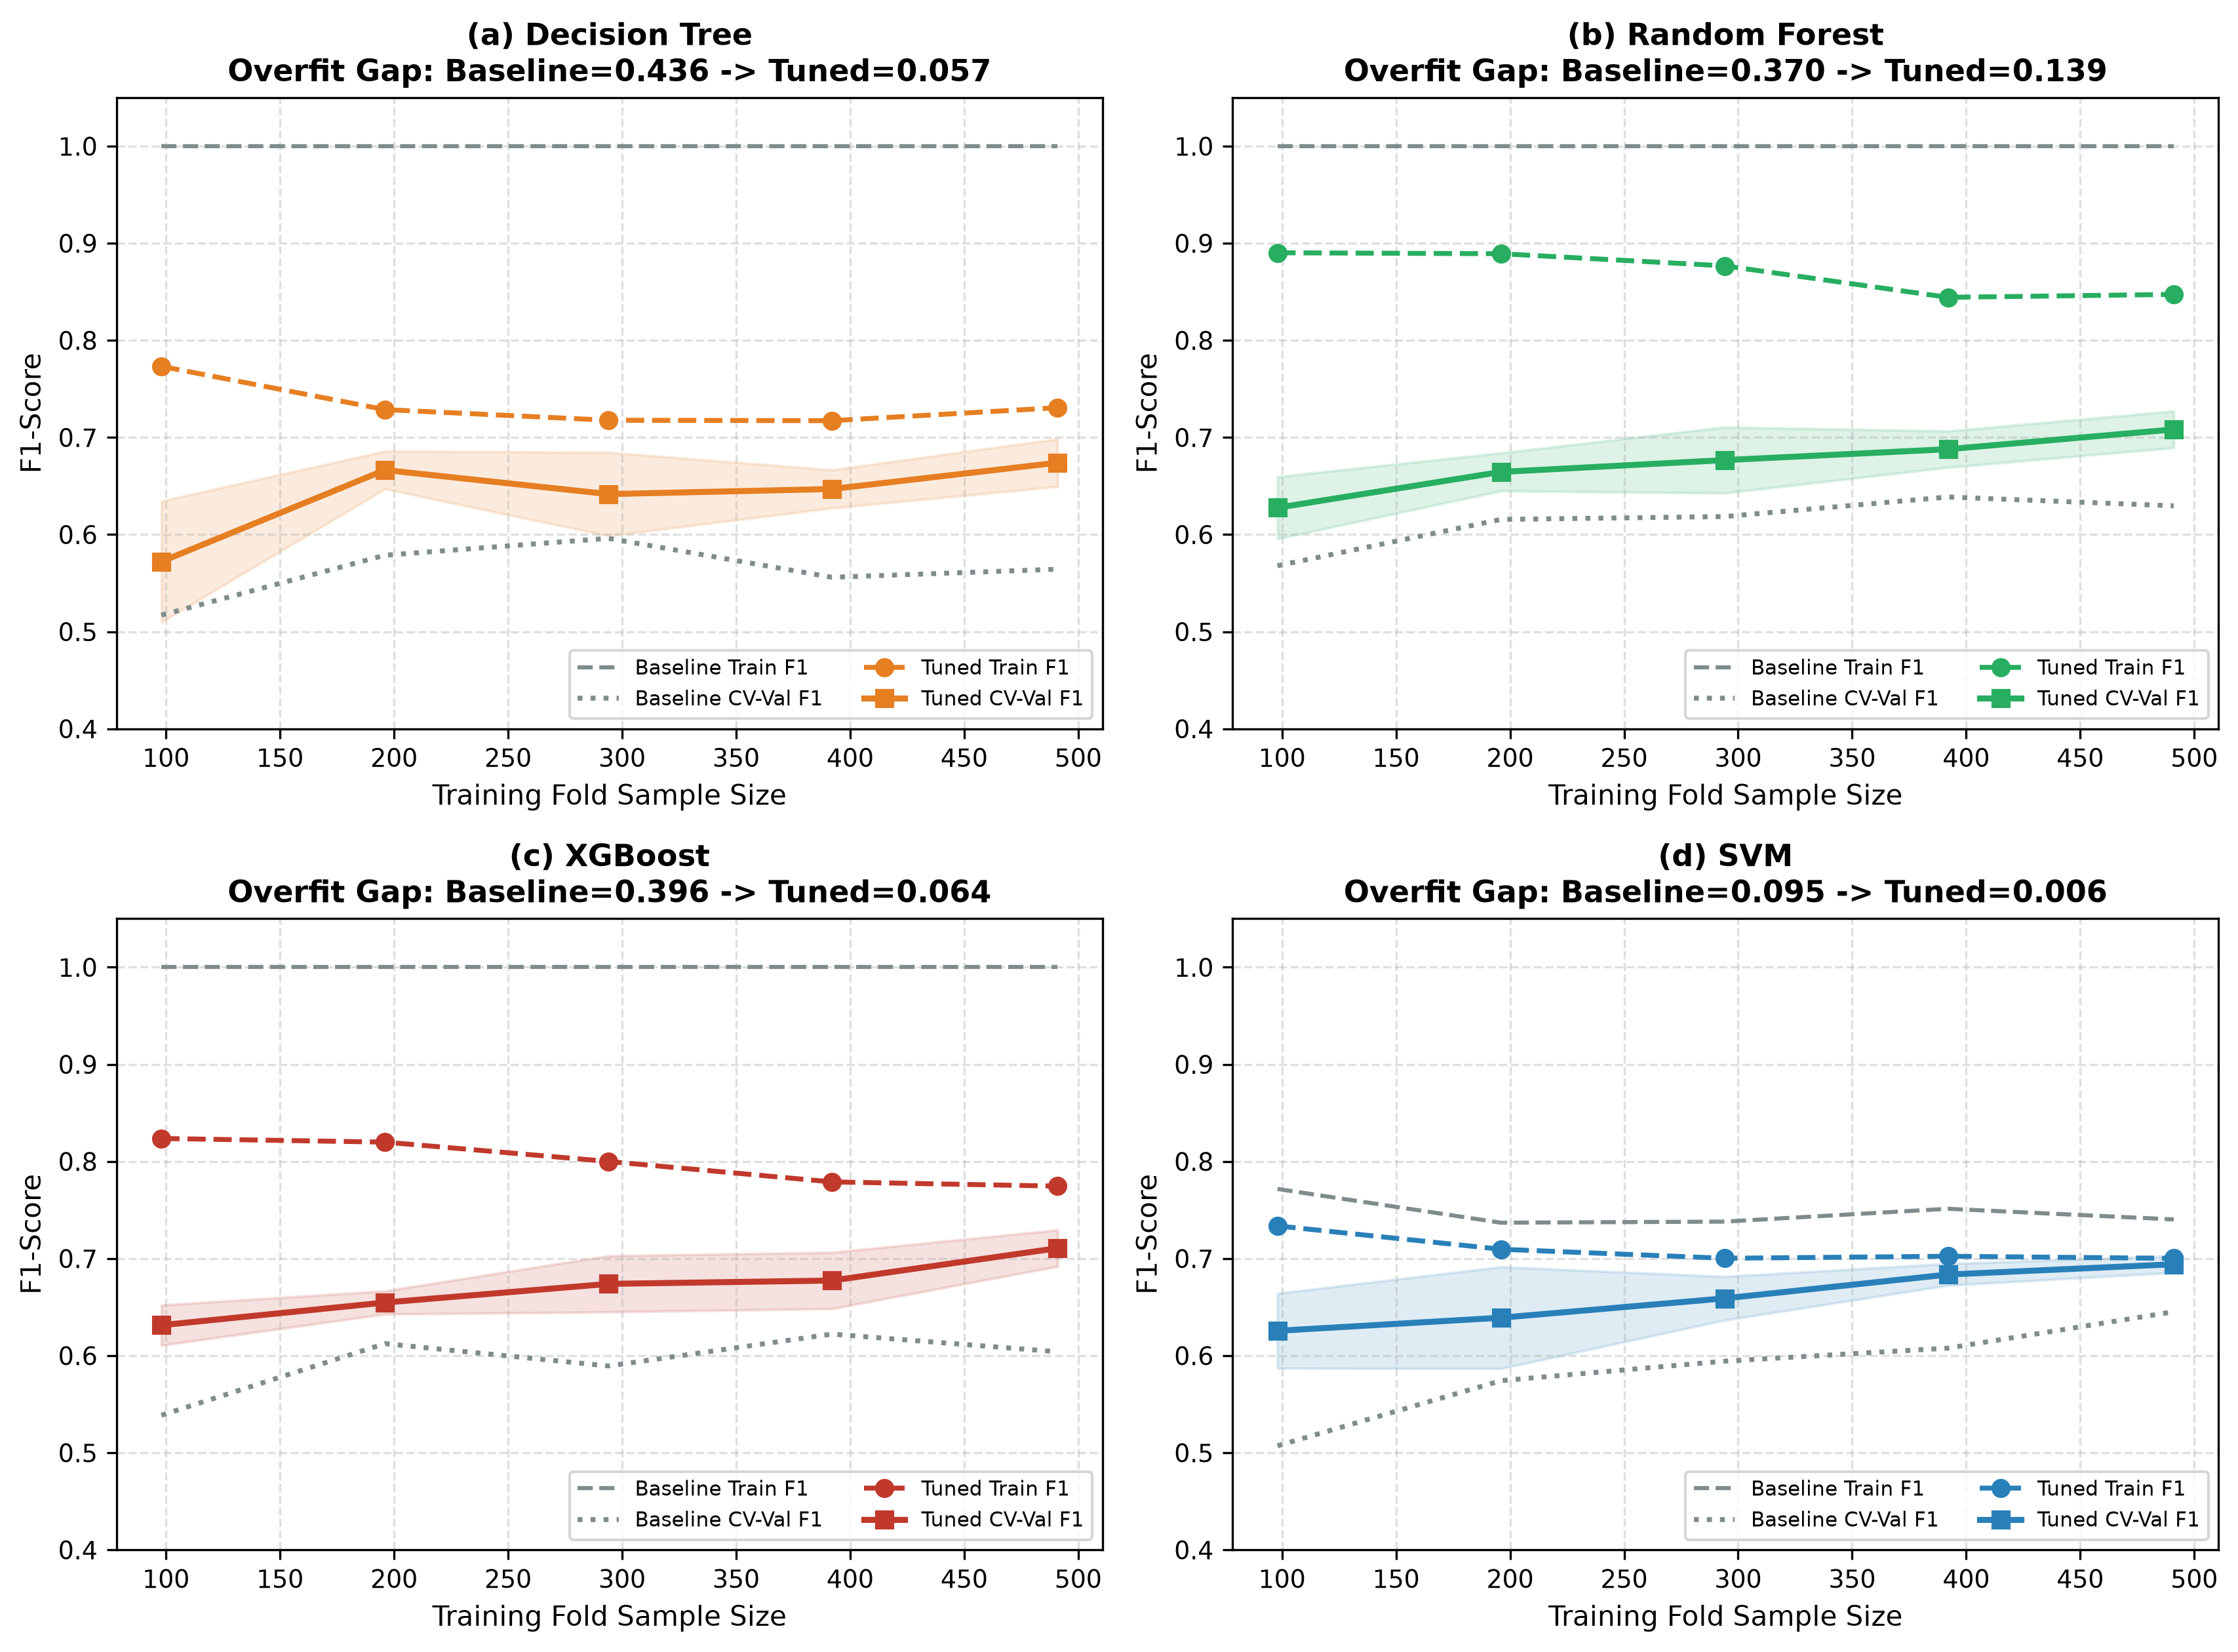 (a) Decision Tree
Overfit Gap: Baseline=0.436 -> Tuned=0.057
F1-Score
1.0
0.9
0.8
0.7
0.6
0.5
0.4
100 150 200 250 300 350 400 450 500
Training Fold Sample Size
Baseline Train F1
Baseline CV-Val F1
Tuned Train F1
Tuned CV-Val F1
(b) Random Forest
Overfit Gap: Baseline=0.370 -> Tuned=0.139
F1-Score
1.0
0.9
0.8
0.7
0.6
0.5
0.4
100 150 200 250 300 350 400 450 500
Training Fold Sample Size
Baseline Train F1
Baseline CV-Val F1
Tuned Train F1
Tuned CV-Val F1
(c) XGBoost
Overfit Gap: Baseline=0.396 -> Tuned=0.064
F1-Score
1.0
0.9
0.8
0.7
0.6
0.5
0.4
100 150 200 250 300 350 400 450 500
Training Fold Sample Size
Baseline Train F1
Baseline CV-Val F1
Tuned Train F1
Tuned CV-Val F1
(d) SVM
Overfit Gap: Baseline=0.095 -> Tuned=0.006
F1-Score
1.0
0.9
0.8
0.7
0.6
0.5
0.4
100 150 200 250 300 350 400 450 500
Training Fold Sample Size
Baseline Train F1
Baseline CV-Val F1
Tuned Train F1
Tuned CV-Val F1